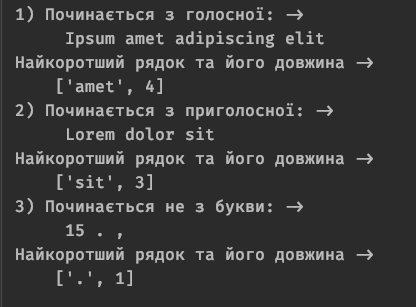 1) Починається з голосної: ->
Ipsum amet adipiscing elit
Найкоротший рядок та його довжина ->
['amet', 4]
2) Починається з приголосної: ->
Lorem dolor sit
Найкоротший рядок та його довжина ->
['sit', 3]
3) Починається не з букви: ->
15 . ,
Найкоротший рядок та його довжина ->
['.', 1]